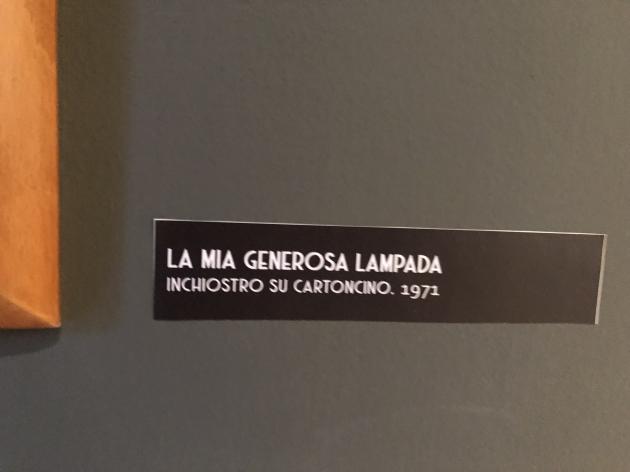 LA MIA GENEROSA LAMPADA
INCHIOSTRO SU CARTONCINO. 1971